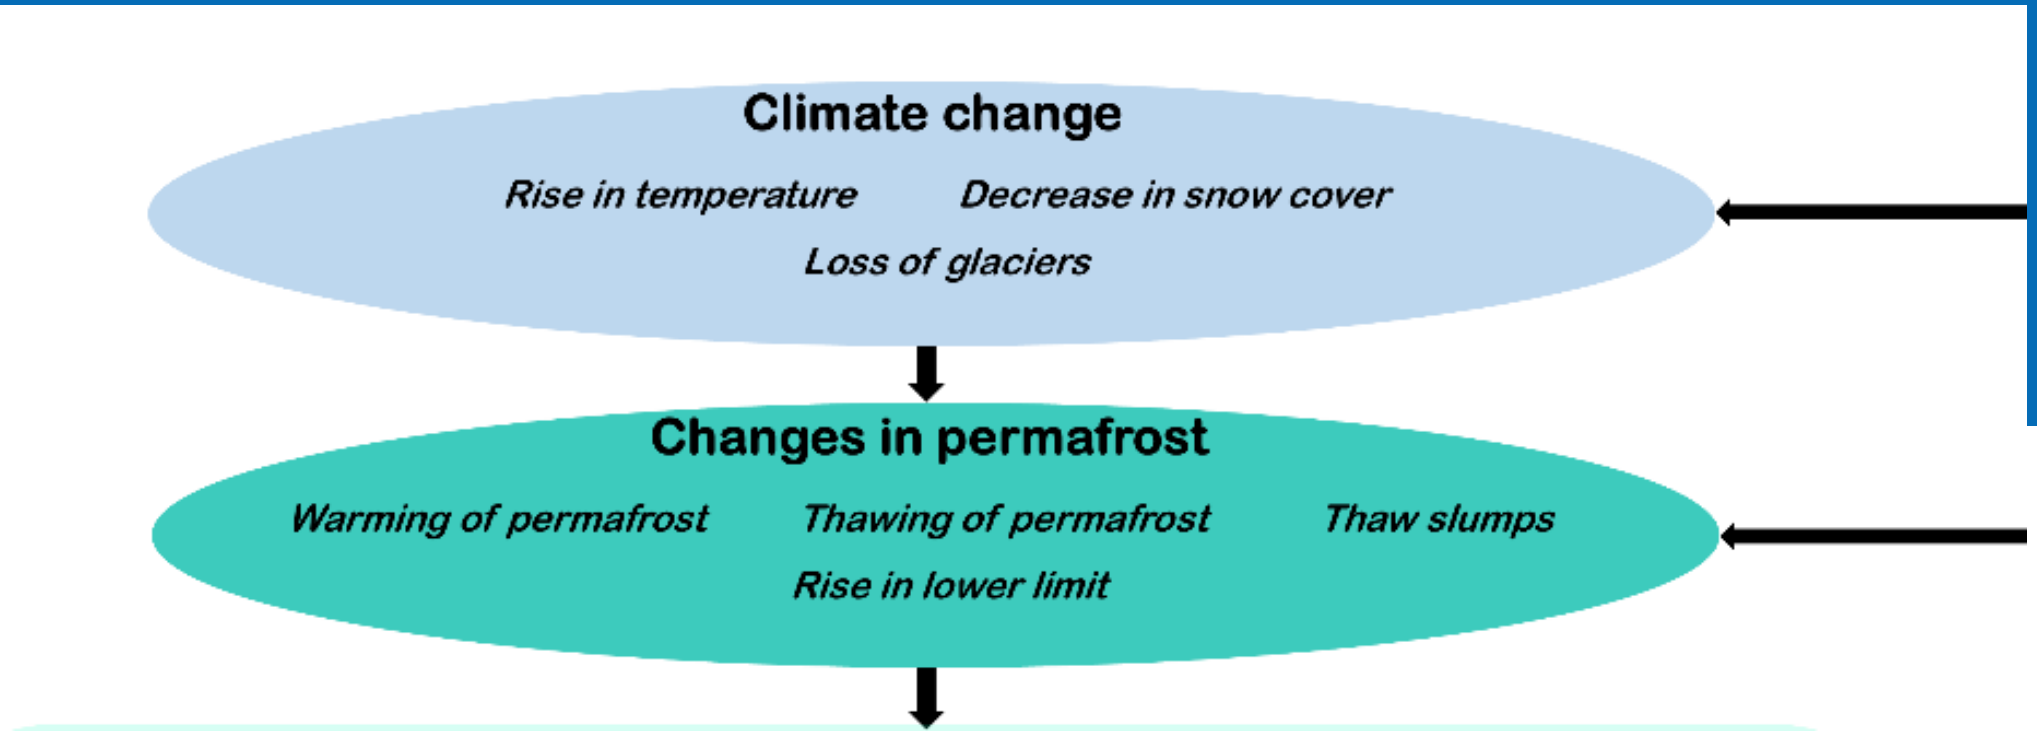 Climate change
Rise in temperature Decrease in snow cover
Loss of glaciers
Changes in permafrost
Warming of permafrost Thawing of permafrost Thaw slumps
Rise in lower limit